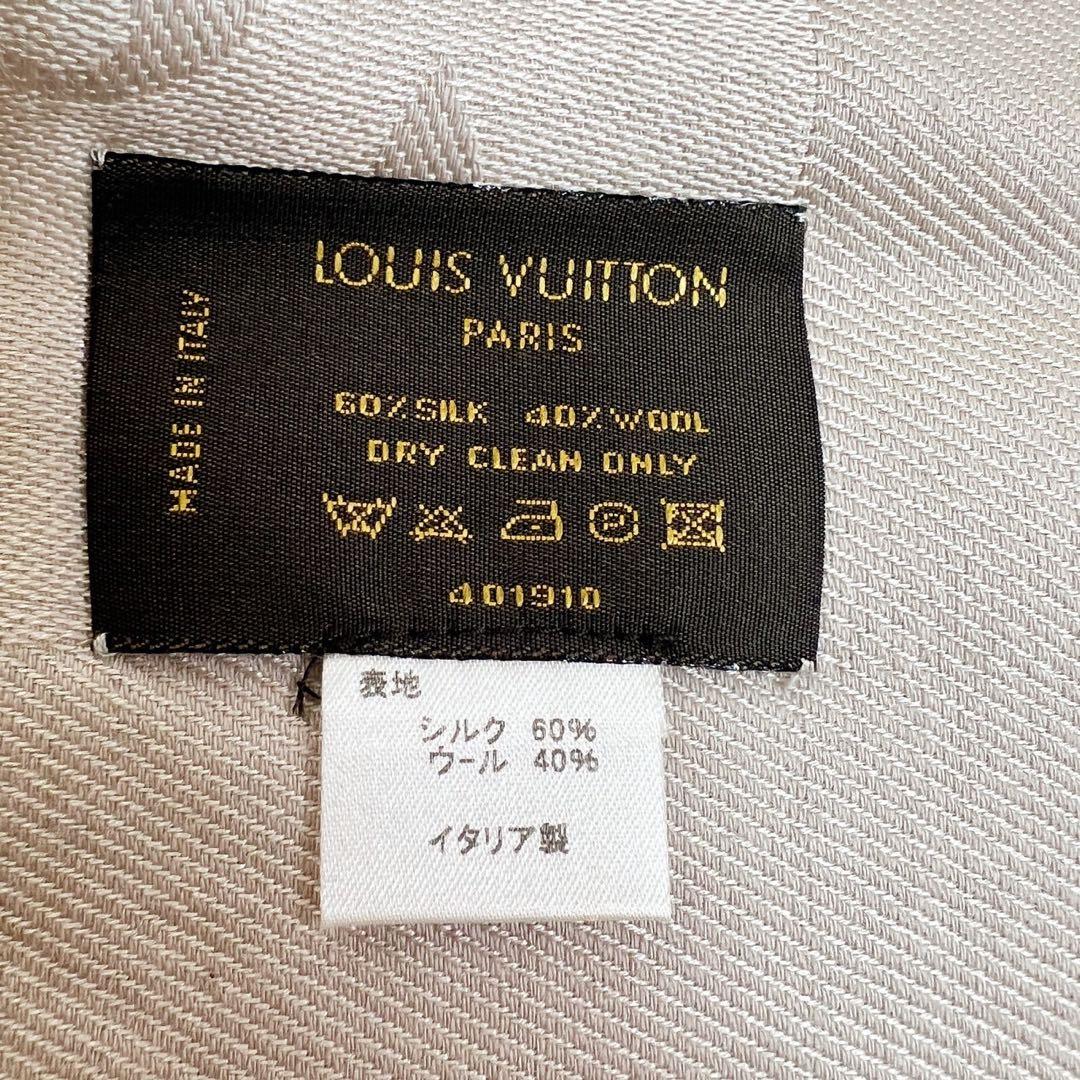 LOUIS VUITTON
PARIS
MADE IN ITALY
60%SILK 40%WOOL
DRY CLEAN ONLY
401910
表地
シルク 60%
ウール 40%
イタリア製